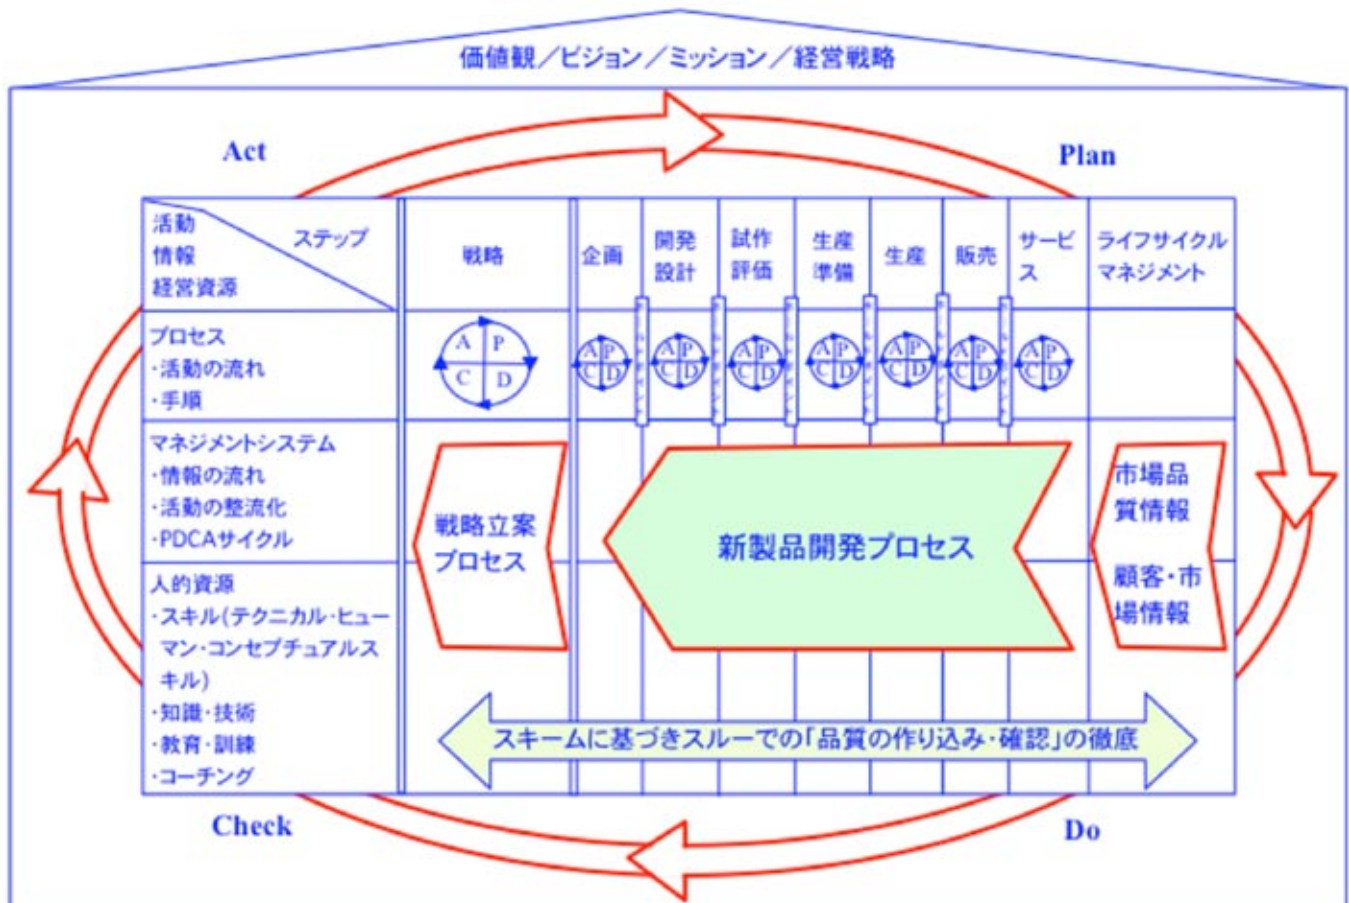 価値観／ビジョン／ミッション／経営戦略
Act
Plan
活動
情報
経営資源
ステップ
戦略
企画
開発
設計
試作
評価
生産
準備
生産
販売
サービ
ス
ライフサイクル
マネジメント
プロセス
・活動の流れ
・手順
A P
C D
A P
C D
A P
C D
A P
C D
A P
C D
A P
C D
A P
C D
A P
C D
マネジメントシステム
・情報の流れ
・活動の整流化
・PDCAサイクル
戦略立案
プロセス
新製品開発プロセス
市場品
質情報
顧客・市
場情報
人的資源
・スキル(テクニカル・ヒュー
マン・コンセプチュアルス
キル)
・知識・技術
・教育・訓練
・コーチング
スキームに基づきスルーでの「品質の作り込み・確認」の徹底
Check
Do